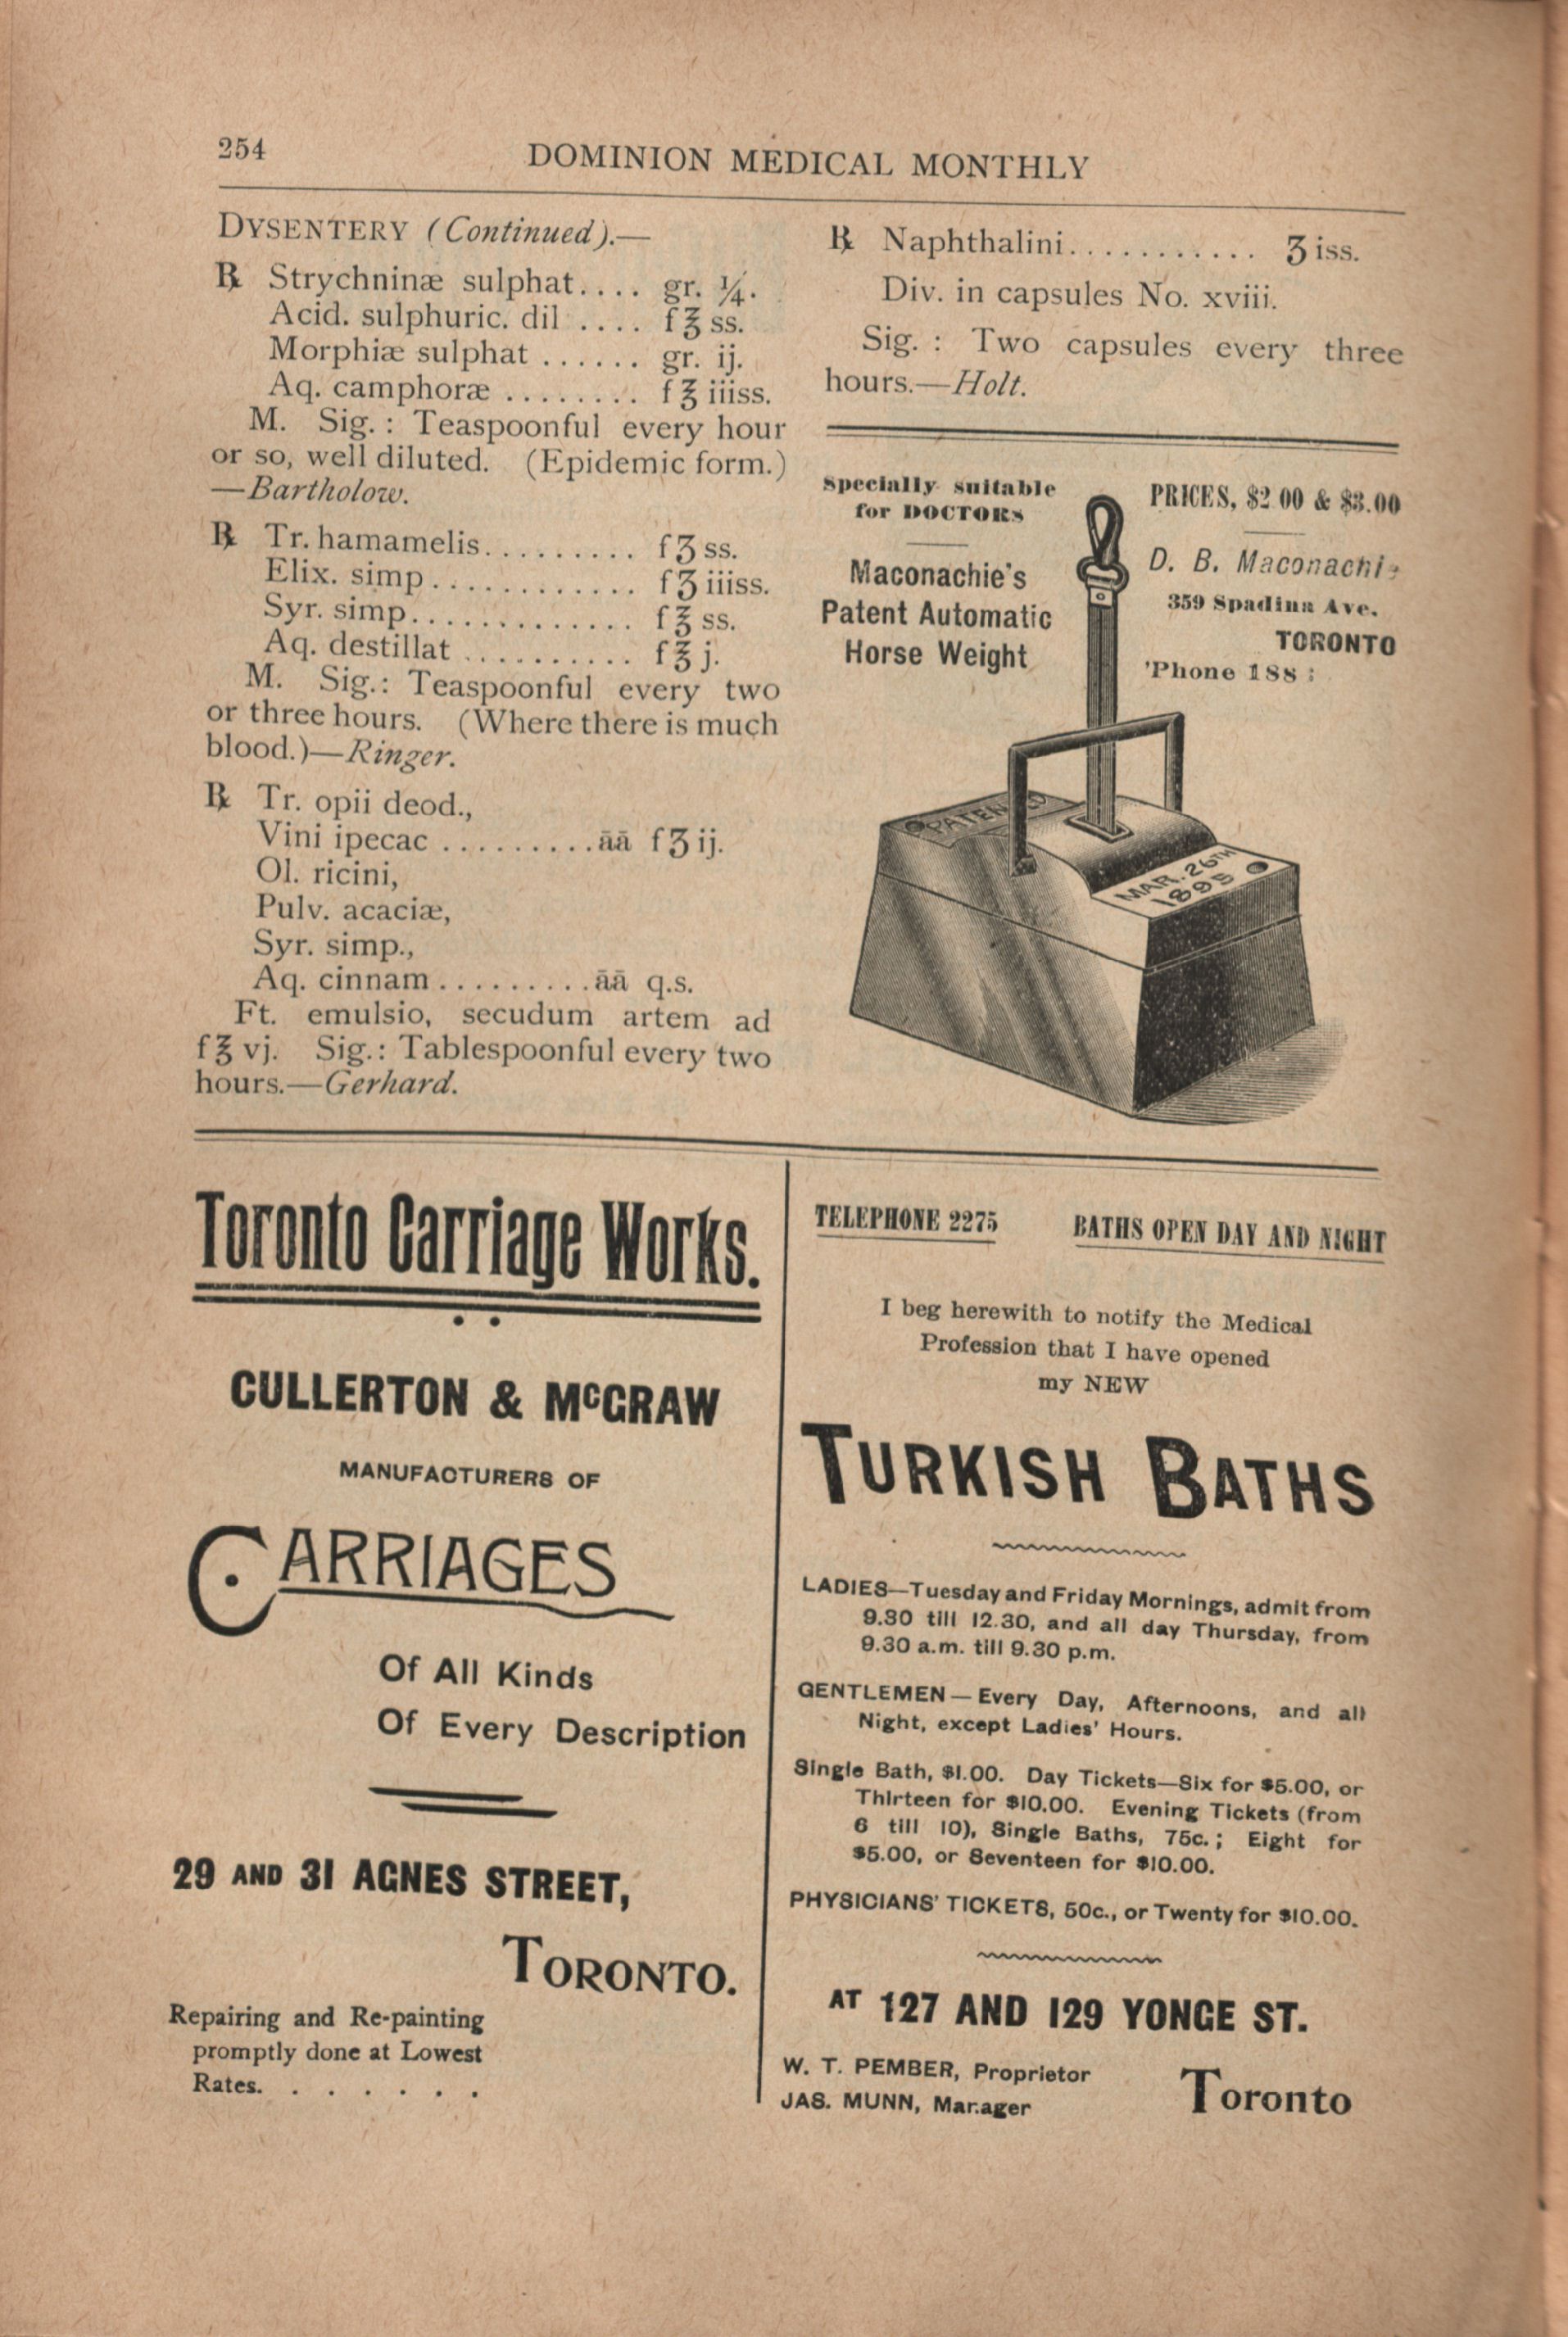 254
DOMINION MEDICAL MONTHLY
DYSENTERY (Continued).—
℞ Strychninæ sulphat.... gr. ¼.
Acid. sulphuric. dil .... f℥ss.
Morphiæ sulphat ...... gr. ij.
Aq. camphoræ ........ f℥iiiss.
M. Sig.: Teaspoonful every hour
or so, well diluted. (Epidemic form.)
—Bartholow.
℞ Tr. hamamelis......... fʒss.
Elix. simp............ fʒiiiss.
Syr. simp............. f℥ss.
Aq. destillat .......... f℥j.
M. Sig.: Teaspoonful every two
or three hours. (Where there is much
blood.)—Ringer.
℞ Tr. opii deod.,
Vini ipecac .........āā fʒij.
Ol. ricini,
Pulv. acaciæ,
Syr. simp.,
Aq. cinnam.........āā q.s.
Ft. emulsio, secudum artem ad
f℥vj. Sig.: Tablespoonful every two
hours.—Gerhard.
℞ Naphthalini........... ʒiss.
Div. in capsules No. xviii.
Sig.: Two capsules every three
hours.—Holt.
Specially suitable
for DOCTORS
Maconachie's
Patent Automatic
Horse Weight
PRICES, $2 00 & $3.00
D. B. Maconachie
359 Spadina Ave.
TORONTO
'Phone 188
PATENTED
MAR. 26TH
1895
Toronto Carriage Works.
CULLERTON & McGRAW
MANUFACTURERS OF
CARRIAGES
Of All Kinds
Of Every Description
29 AND 31 AGNES STREET,
TORONTO.
Repairing and Re-painting
promptly done at Lowest
Rates. . . . . . .
TELEPHONE 2275
BATHS OPEN DAY AND NIGHT
I beg herewith to notify the Medical
Profession that I have opened
my NEW
TURKISH BATHS
LADIES—Tuesday and Friday Mornings, admit from
9.30 till 12.30, and all day Thursday, from
9.30 a.m. till 9.30 p.m.
GENTLEMEN—Every Day, Afternoons, and all
Night, except Ladies' Hours.
Single Bath, $1.00. Day Tickets—Six for $5.00, or
Thirteen for $10.00. Evening Tickets (from
6 till 10), Single Baths, 75c.; Eight for
$5.00, or Seventeen for $10.00.
PHYSICIANS' TICKETS, 50c., or Twenty for $10.00.
AT 127 AND 129 YONGE ST.
W. T. PEMBER, Proprietor
JAS. MUNN, Manager
Toronto